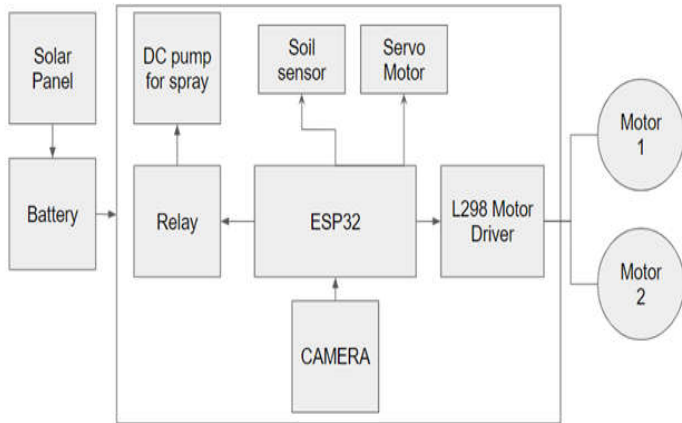 Solar
Panel
DC pump
for spray
Soil
sensor
Servo
Motor
Motor
1
Battery
Relay
ESP32
L298 Motor
Driver
Motor
2
CAMERA